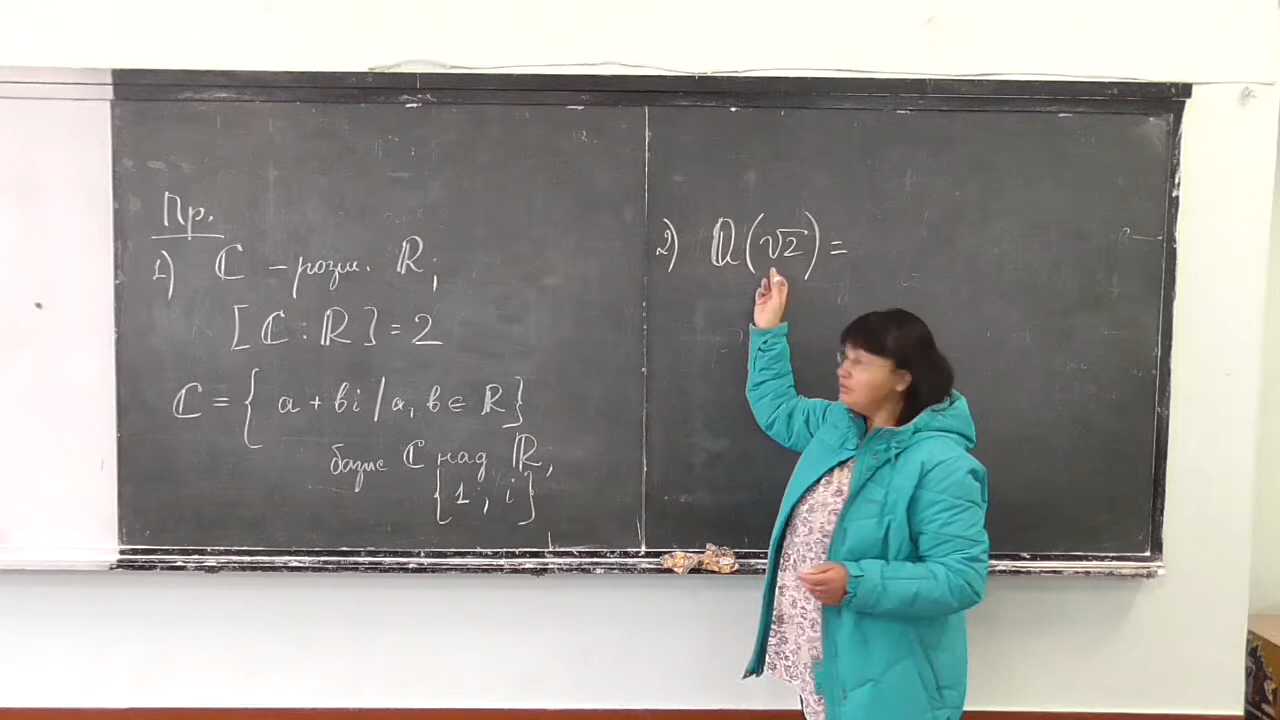 Пр.
1) ℂ – розш. ℝ;
[ℂ : ℝ] = 2
ℂ = { a + bi / a, b ∈ ℝ }
базис ℂ над ℝ;
{1 ; i}
2) ℚ(√2) =